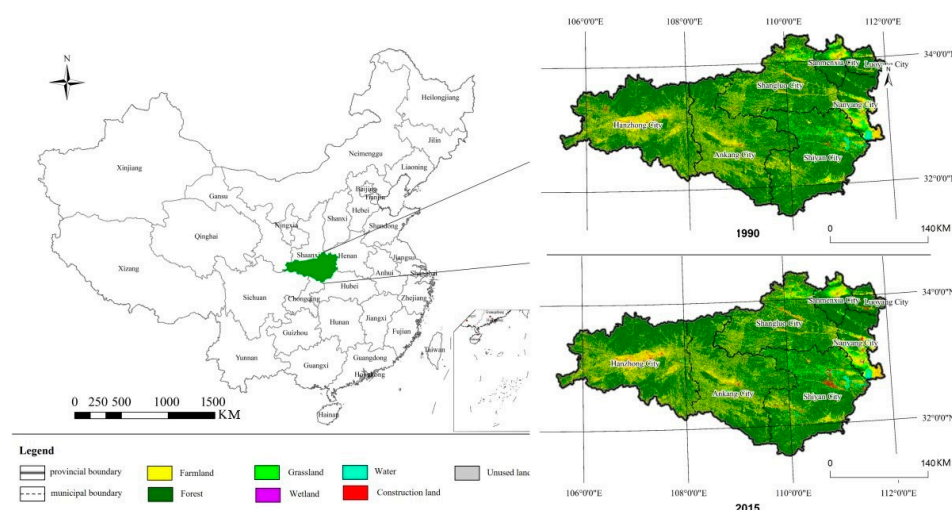 N
Heilongjiang
Jilin
Neimenggu
Liaoning
Xinjiang
Gansu
Beijing
Tianjin
Hebei
Shanxi
Ningxia
Shandong
Qinghai
Shaanxi
Henan
Jiangsu
Xizang
Anhui
Shanghai
Hubei
Sichuan
Chongqing
Zhejiang
Hunan
Jiangxi
Guizhou
Fujian
Yunnan
Taiwan
Guangxi
Guangdong
Hainan
0 250 500 1000 1500
KM
Legend
provincial boundary
Farmland
Grassland
Water
Unused land
municipal boundary
Forest
Wetland
Construction land
106°0'0"E 108°0'0"E 110°0'0"E 112°0'0"E
34°0'0"N
Sanmenxia City
Luoyang City
N
Shangluo City
Nanyang City
Hanzhong City
Ankang City
Shiyan City
32°0'0"N
0 140KM
1990
34°0'0"N
Sanmenxia City
Luoyang City
Shangluo City
Nanyang City
Hanzhong City
Ankang City
Shiyan City
32°0'0"N
0 140KM
106°0'0"E 108°0'0"E 110°0'0"E 112°0'0"E
2015